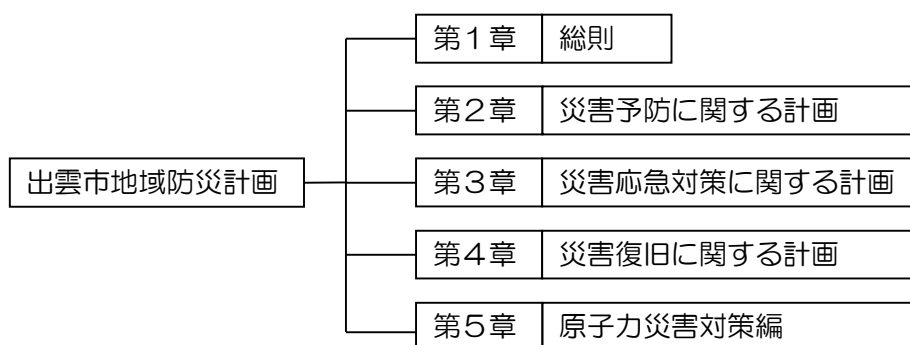 第１章 総則
第２章 災害予防に関する計画
出雲市地域防災計画
第３章 災害応急対策に関する計画
第４章 災害復旧に関する計画
第５章 原子力災害対策編